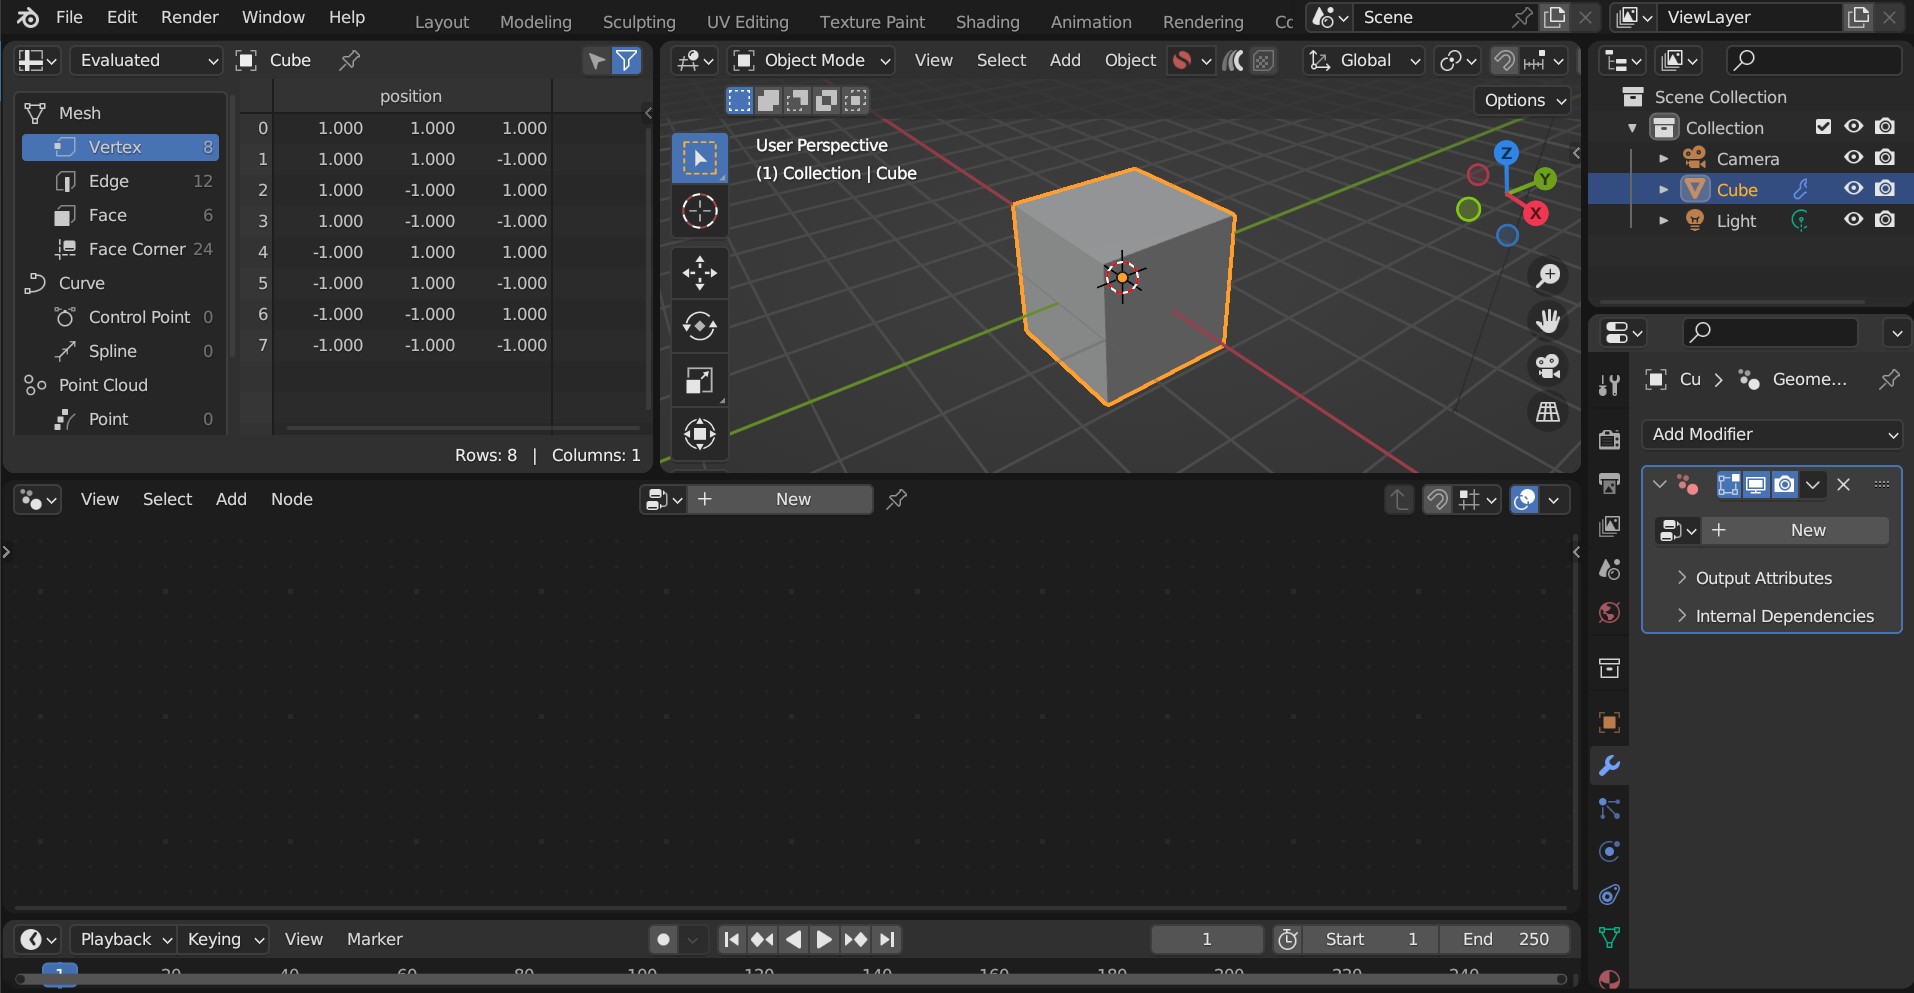 File Edit Render Window Help Layout Modeling Sculpting UV Editing Texture Paint Shading Animation Rendering Scene ViewLayer
Evaluated Cube
position
Mesh
Vertex 8
Edge 12
Face 6
Face Corner 24
Curve
Control Point 0
Spline 0
Point Cloud
Point 0
0 1.000 1.000 1.000
1 1.000 1.000 -1.000
2 1.000 -1.000 1.000
3 1.000 -1.000 -1.000
4 -1.000 1.000 1.000
5 -1.000 1.000 -1.000
6 -1.000 -1.000 1.000
7 -1.000 -1.000 -1.000
Rows: 8 | Columns: 1
Object Mode View Select Add Object Global
Options
User Perspective
(1) Collection | Cube
Z
Y
X
Scene Collection
Collection
Camera
Cube
Light
Cu > Geome...
Add Modifier
+ New
Output Attributes
Internal Dependencies
View Select Add Node + New
Playback Keying View Marker 1 Start 1 End 250
1 20 40 60 80 100 120 140 160 180 200 220 240